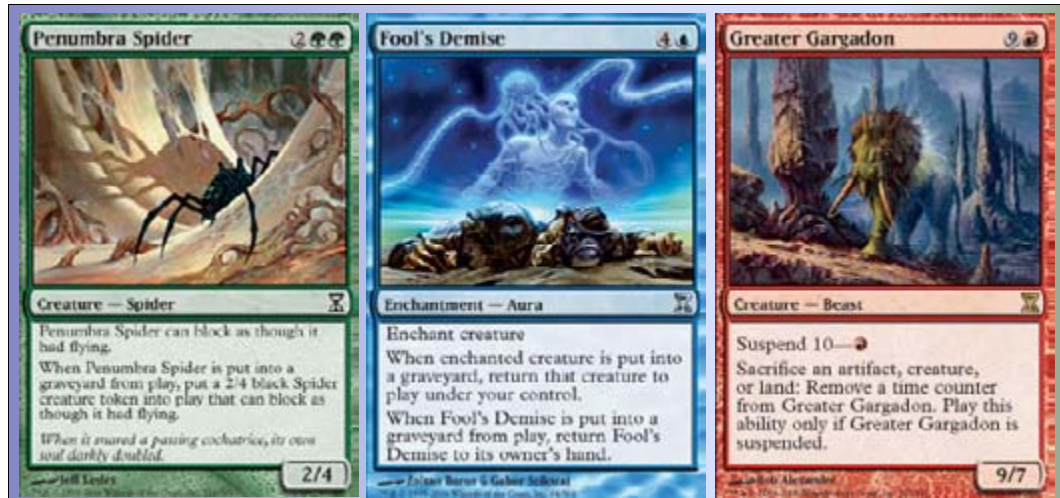 Penumbra Spider 2
Creature — Spider
Penumbra Spider can block as though it
had flying.
When Penumbra Spider is put into a
graveyard from play, put a 2/4 black Spider
creature token into play that can block as
though it had flying.
When it snared a passing cockatrice, its own
soul darkly doubled.
2/4
Fool's Demise 4
Enchantment — Aura
Enchant creature
When enchanted creature is put into
a graveyard, return that creature to
play under your control.
When Fool's Demise is put into a
graveyard from play, return Fool's
Demise to its owner's hand.
Greater Gargadon 9
Creature — Beast
Suspend 10—
Sacrifice an artifact, creature,
or land: Remove a time counter
from Greater Gargadon. Play this
ability only if Greater Gargadon is
suspended.
Rob Alexander
9/7